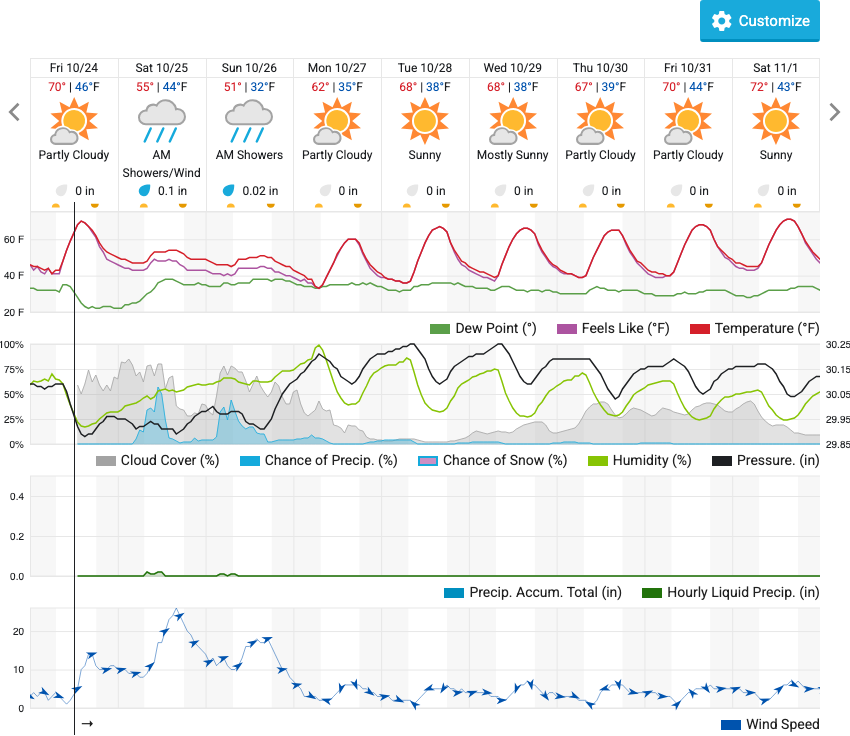 Customize
Fri 10/24 Sat 10/25 Sun 10/26 Mon 10/27 Tue 10/28 Wed 10/29 Thu 10/30 Fri 10/31 Sat 11/1
70° | 46°F 55° | 44°F 51° | 32°F 62° | 35°F 68° | 38°F 68° | 38°F 67° | 39°F 70° | 44°F 72° | 43°F
Partly Cloudy AM AM Showers Partly Cloudy Sunny Mostly Sunny Partly Cloudy Partly Cloudy Sunny
Showers/Wind
0 in 0.1 in 0.02 in 0 in 0 in 0 in 0 in 0 in 0 in
60 F
40 F
20 F
Dew Point (°) Feels Like (°F) Temperature (°F)
100% 30.25
75% 30.15
50% 30.05
25% 29.95
0% 29.85
Cloud Cover (%) Chance of Precip. (%) Chance of Snow (%) Humidity (%) Pressure. (in)
0.4
0.2
0.0
Precip. Accum. Total (in) Hourly Liquid Precip. (in)
20
10
0
→
Wind Speed